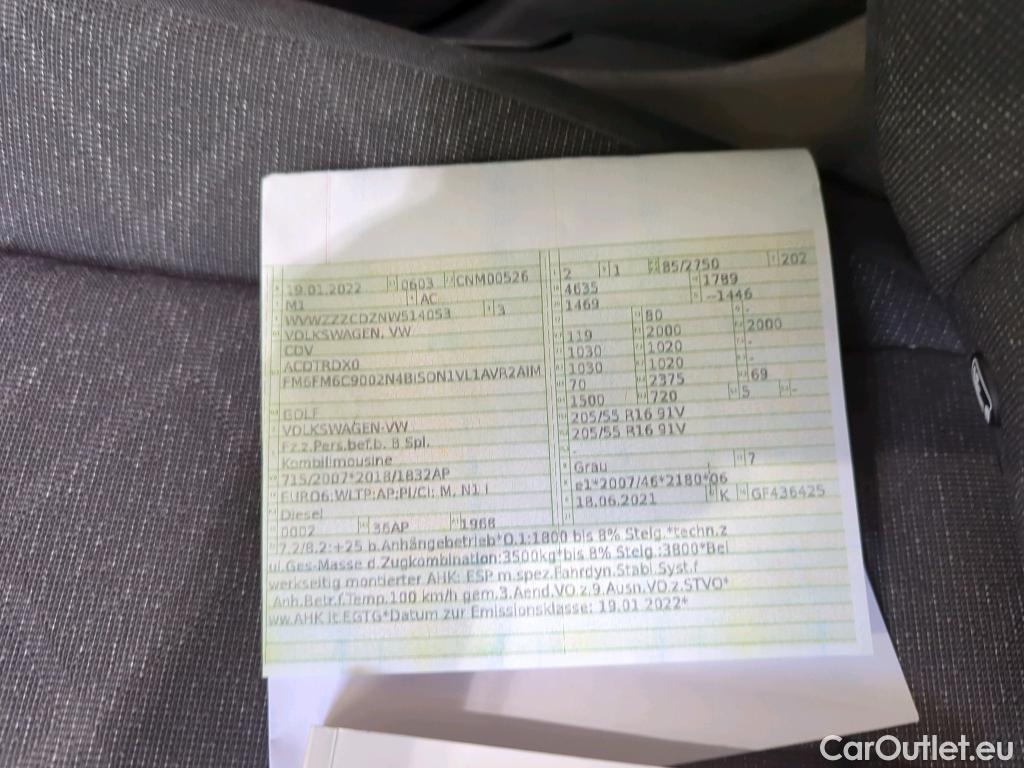 19.01.2022 0603 CNM00526
M1 AC
WVWZZZCDZNW514053 3
VOLKSWAGEN, VW
CDV
ACDTRDX0
FM6FM6C9002N4BISON1VL1AVR2AIM
GOLF
VOLKSWAGEN-VW
Fz.z.Pers.bef.b. 8 Spl.
Kombilimousine
715/2007*2018/1832AP
EURO6;WLTP;AP;PI/CI; M, N1 I
Diesel
0002 36AP 1968
2 1 85/2750 202
4635 1789
1469 –1446
80 -
119 2000 2000
1030 1020 -
1030 1020 -
70 2375 69
1500 720 5 -
205/55 R16 91V
205/55 R16 91V
-
Grau 7
e1*2007/46*2180*06
18.06.2021 K GF436425
7.2/8.2:+25 b.Anhängebetrieb*O.1:1800 bis 8% Steig.*techn.z
ul.Ges-Masse d.Zugkombination:3500kg*bis 8% Steig.:3800*Bei
werkseitig montierter AHK: ESP m.spez.Fahrdyn.Stabi.Syst.f
Anh.Betr.f.Temp.100 km/h gem.3.Aend.VO.z.9.Ausn.VO.z.STVO*
ww.AHK lt.EGTG*Datum zur Emissionsklasse: 19.01 2022*
CarOutlet.eu